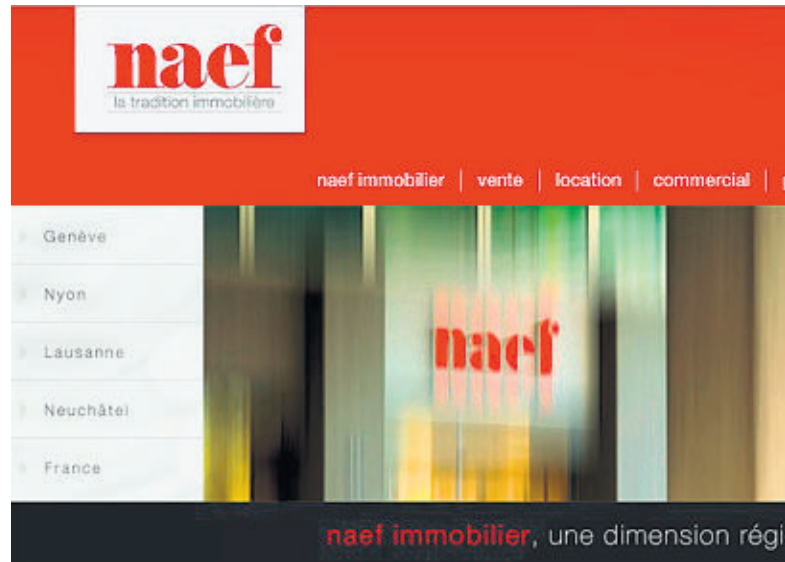 naef
la tradition immobilière
naef immobilier | vente | location | commercial |
Genève
Nyon
Lausanne
Neuchâtel
France
naef
naef immobilier, une dimension régi